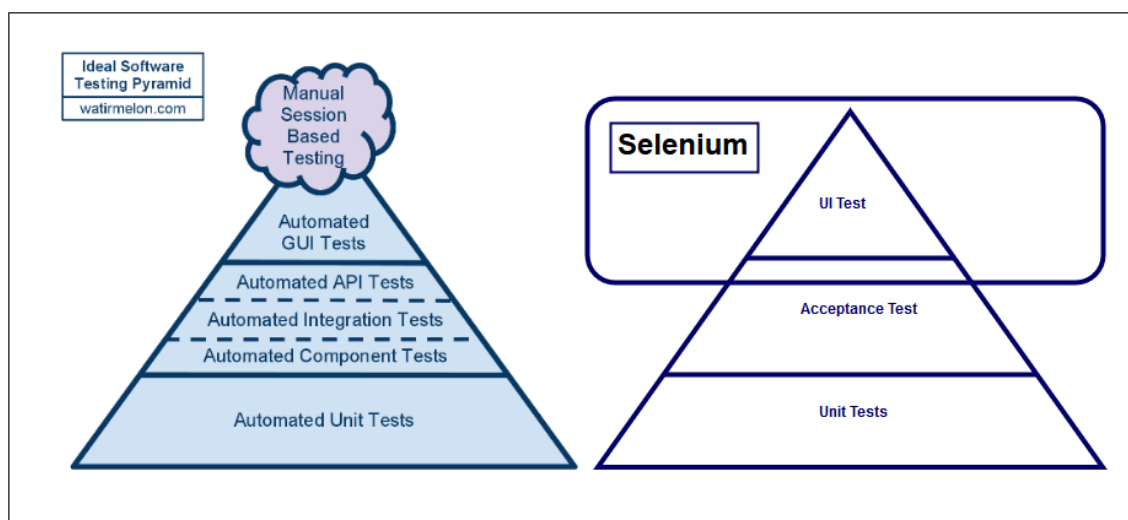 Ideal Software
Testing Pyramid
watirmelon.com
Manual
Session
Based
Testing
Automated
GUI Tests
Automated API Tests
Automated Integration Tests
Automated Component Tests
Automated Unit Tests
Selenium
UI Test
Acceptance Test
Unit Tests